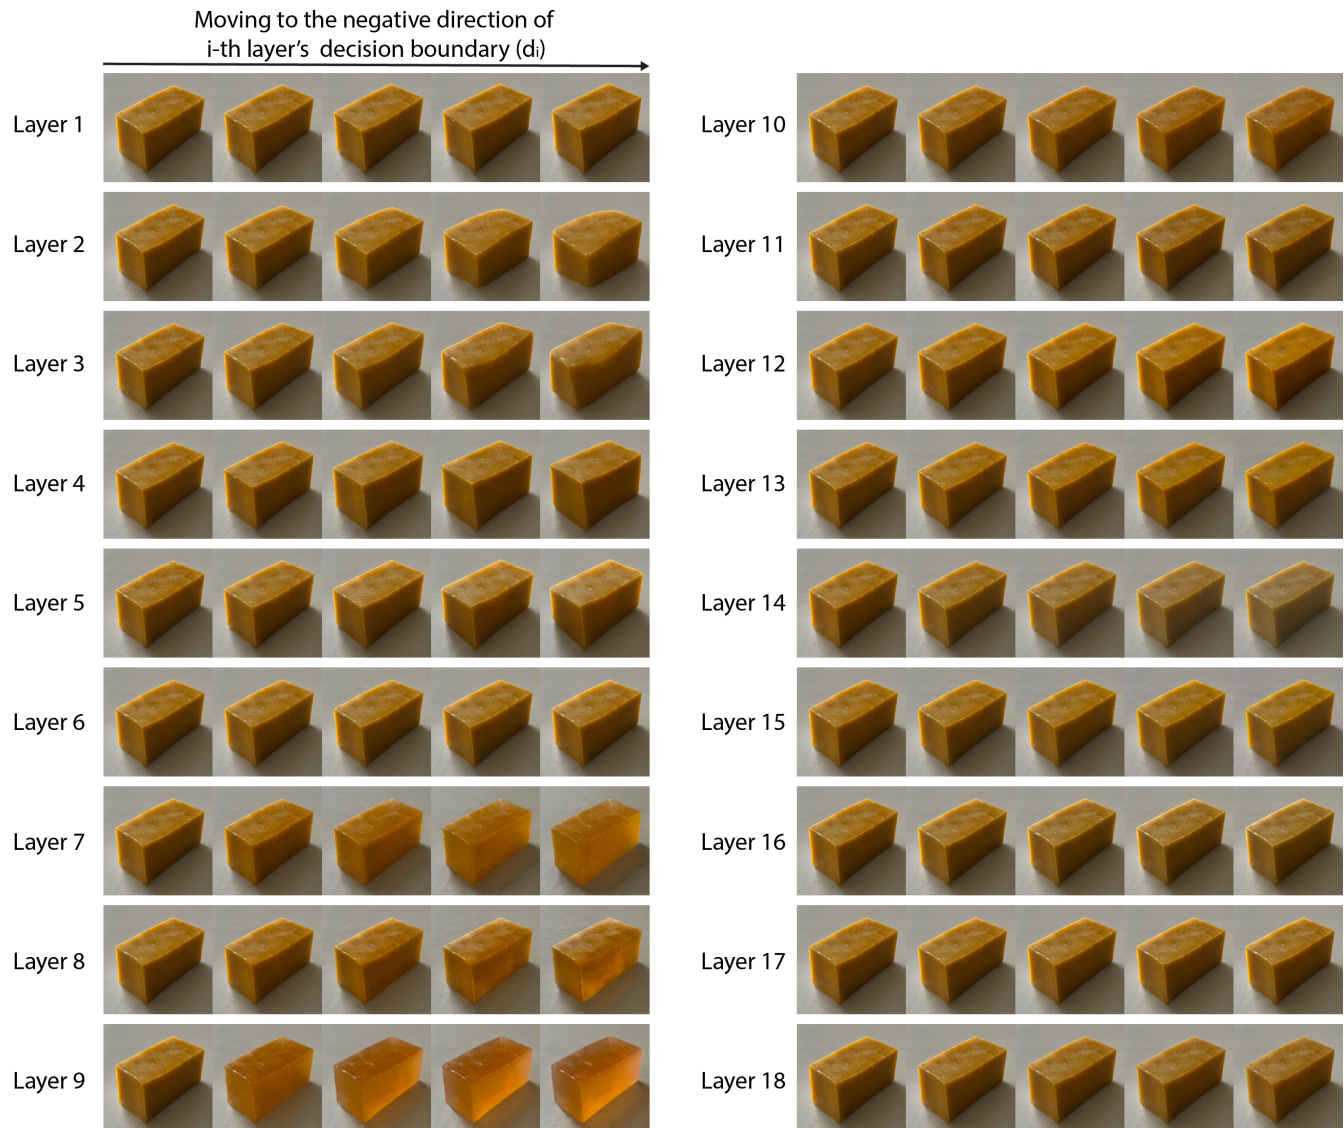 Moving to the negative direction of
i-th layer's decision boundary (di)
Layer 1
Layer 2
Layer 3
Layer 4
Layer 5
Layer 6
Layer 7
Layer 8
Layer 9
Layer 10
Layer 11
Layer 12
Layer 13
Layer 14
Layer 15
Layer 16
Layer 17
Layer 18